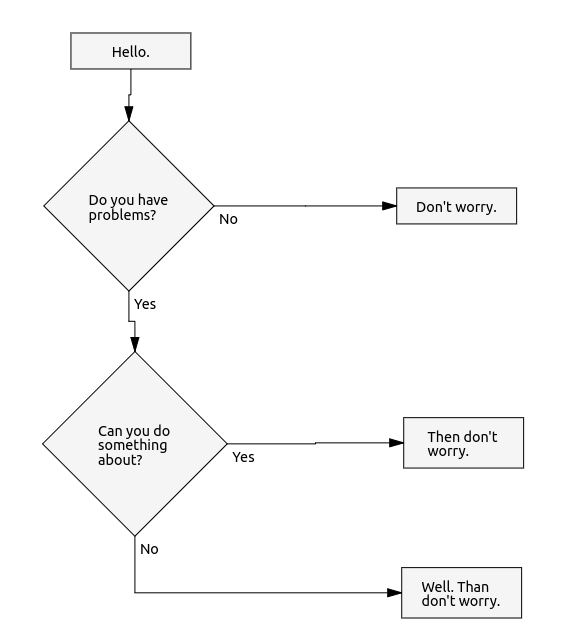 Hello.
Do you have
problems?
No
Don't worry.
Yes
Can you do
something
about?
Yes
Then don't
worry.
No
Well. Than
don't worry.